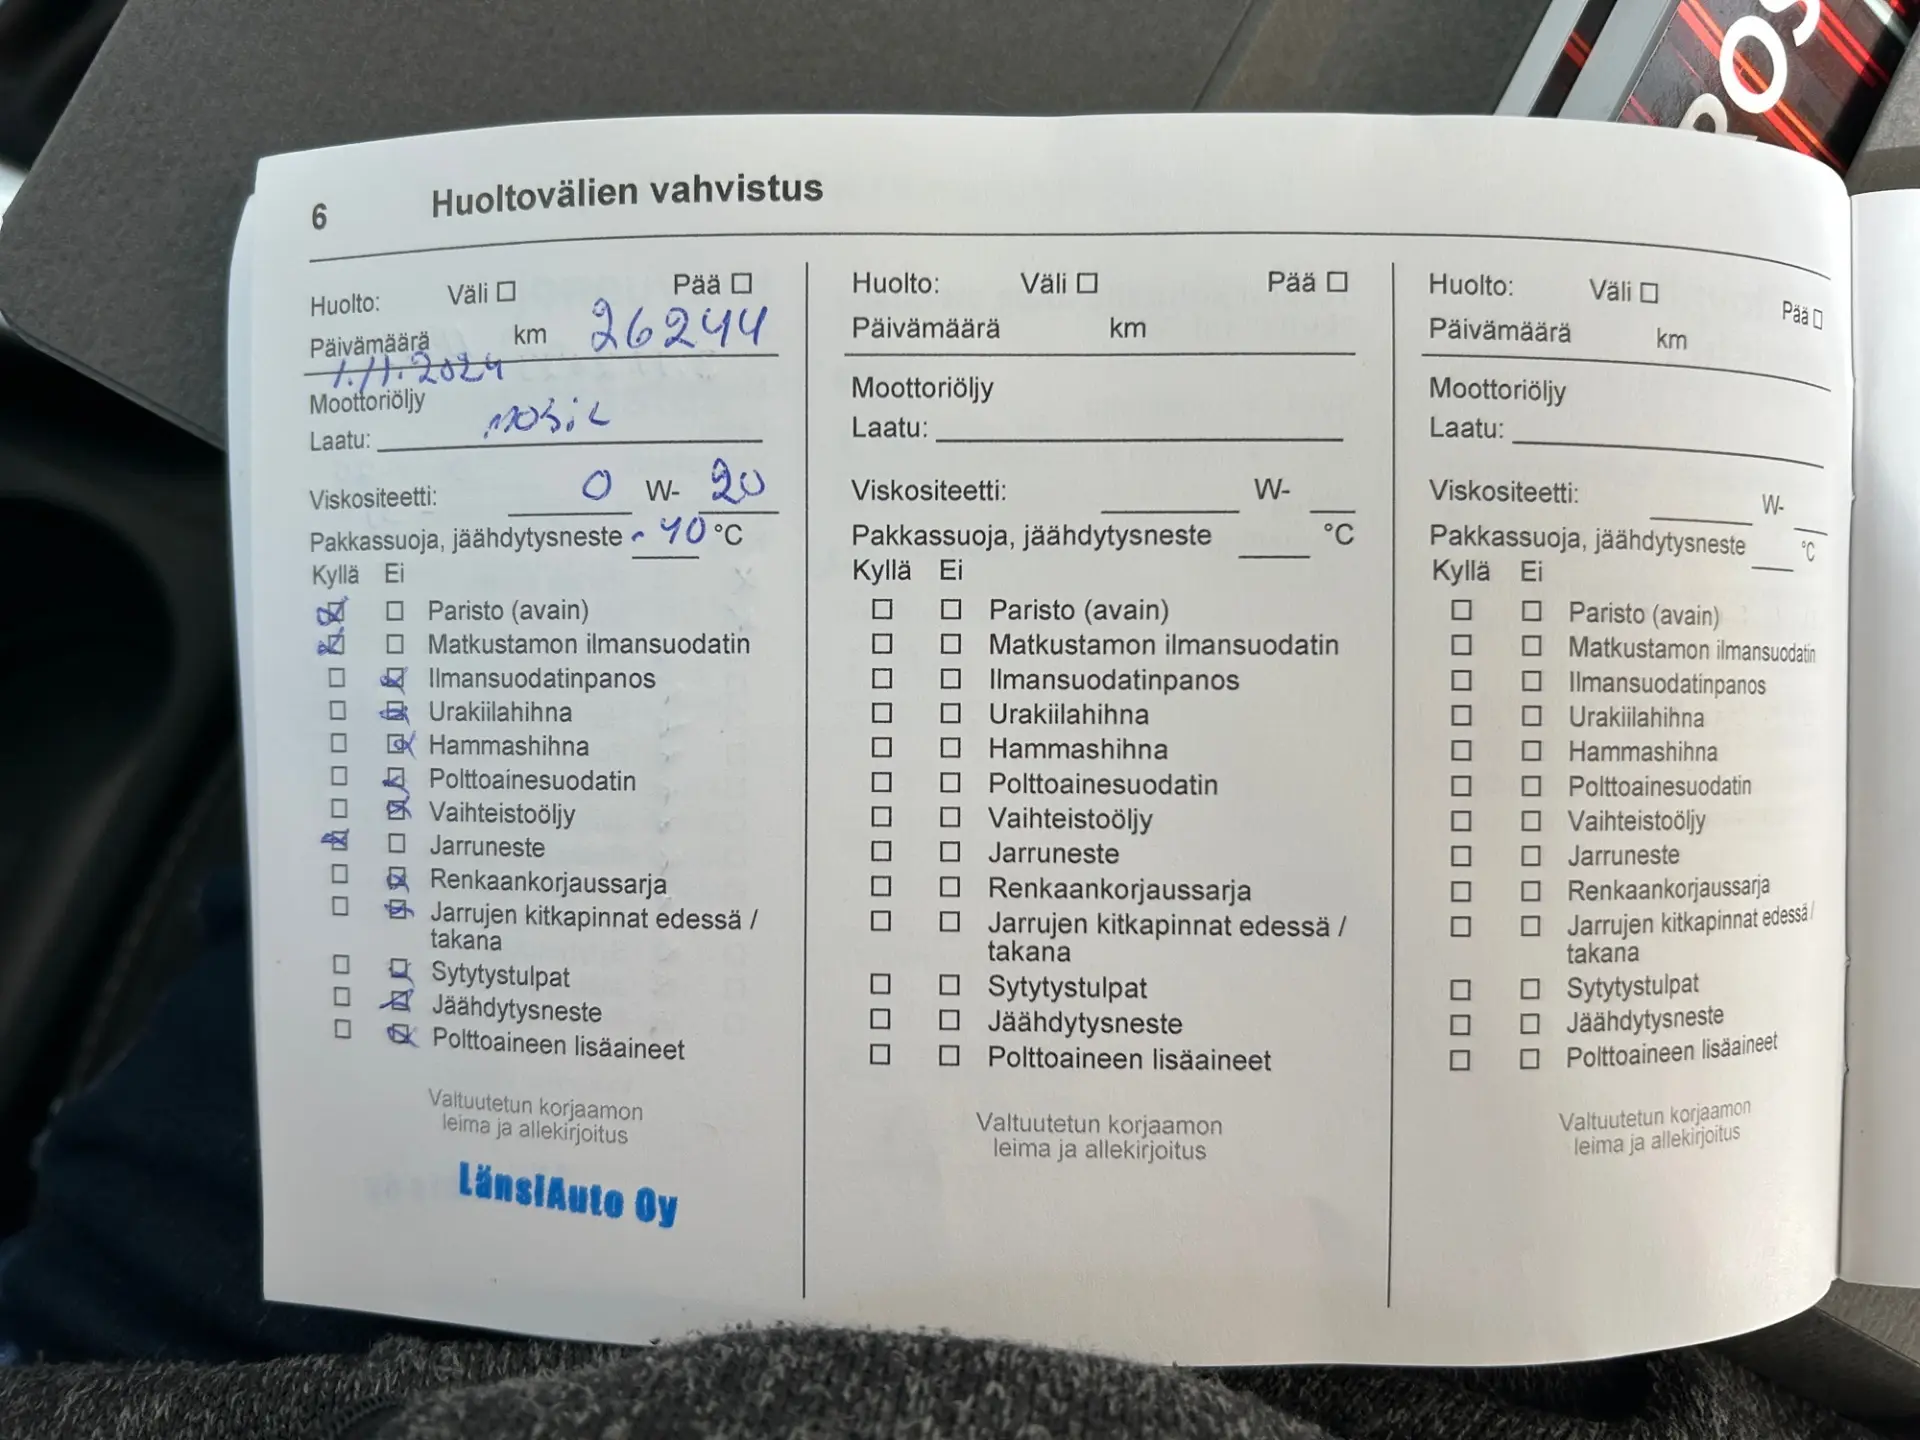 POS
6 Huoltovälien vahvistus
Huolto: Väli ☐ Pää ☐
Päivämäärä km 26244
1.11.2024
Moottoriöljy
Laatu: mobil
Viskositeetti: 0 W- 20
Pakkassuoja, jäähdytysneste - 40 °C
Kyllä Ei
☒ ☐ Paristo (avain)
☒ ☐ Matkustamon ilmansuodatin
☐ ☒ Ilmansuodatinpanos
☐ ☒ Urakiilahihna
☐ ☒ Hammashihna
☐ ☒ Polttoainesuodatin
☐ ☒ Vaihteistoöljy
☒ ☐ Jarruneste
☐ ☒ Renkaankorjaussarja
☐ ☒ Jarrujen kitkapinnat edessä /
takana
☐ ☒ Sytytystulpat
☐ ☒ Jäähdytysneste
☐ ☒ Polttoaineen lisäaineet
Valtuutetun korjaamon
leima ja allekirjoitus
LänsiAuto Oy
Huolto: Väli ☐ Pää ☐
Päivämäärä km
Moottoriöljy
Laatu:
Viskositeetti: W-
Pakkassuoja, jäähdytysneste °C
Kyllä Ei
☐ ☐ Paristo (avain)
☐ ☐ Matkustamon ilmansuodatin
☐ ☐ Ilmansuodatinpanos
☐ ☐ Urakiilahihna
☐ ☐ Hammashihna
☐ ☐ Polttoainesuodatin
☐ ☐ Vaihteistoöljy
☐ ☐ Jarruneste
☐ ☐ Renkaankorjaussarja
☐ ☐ Jarrujen kitkapinnat edessä /
takana
☐ ☐ Sytytystulpat
☐ ☐ Jäähdytysneste
☐ ☐ Polttoaineen lisäaineet
Valtuutetun korjaamon
leima ja allekirjoitus
Huolto: Väli ☐ Pää ☐
Päivämäärä km
Moottoriöljy
Laatu:
Viskositeetti: W-
Pakkassuoja, jäähdytysneste °C
Kyllä Ei
☐ ☐ Paristo (avain)
☐ ☐ Matkustamon ilmansuodatin
☐ ☐ Ilmansuodatinpanos
☐ ☐ Urakiilahihna
☐ ☐ Hammashihna
☐ ☐ Polttoainesuodatin
☐ ☐ Vaihteistoöljy
☐ ☐ Jarruneste
☐ ☐ Renkaankorjaussarja
☐ ☐ Jarrujen kitkapinnat edessä /
takana
☐ ☐ Sytytystulpat
☐ ☐ Jäähdytysneste
☐ ☐ Polttoaineen lisäaineet
Valtuutetun korjaamon
leima ja allekirjoitus